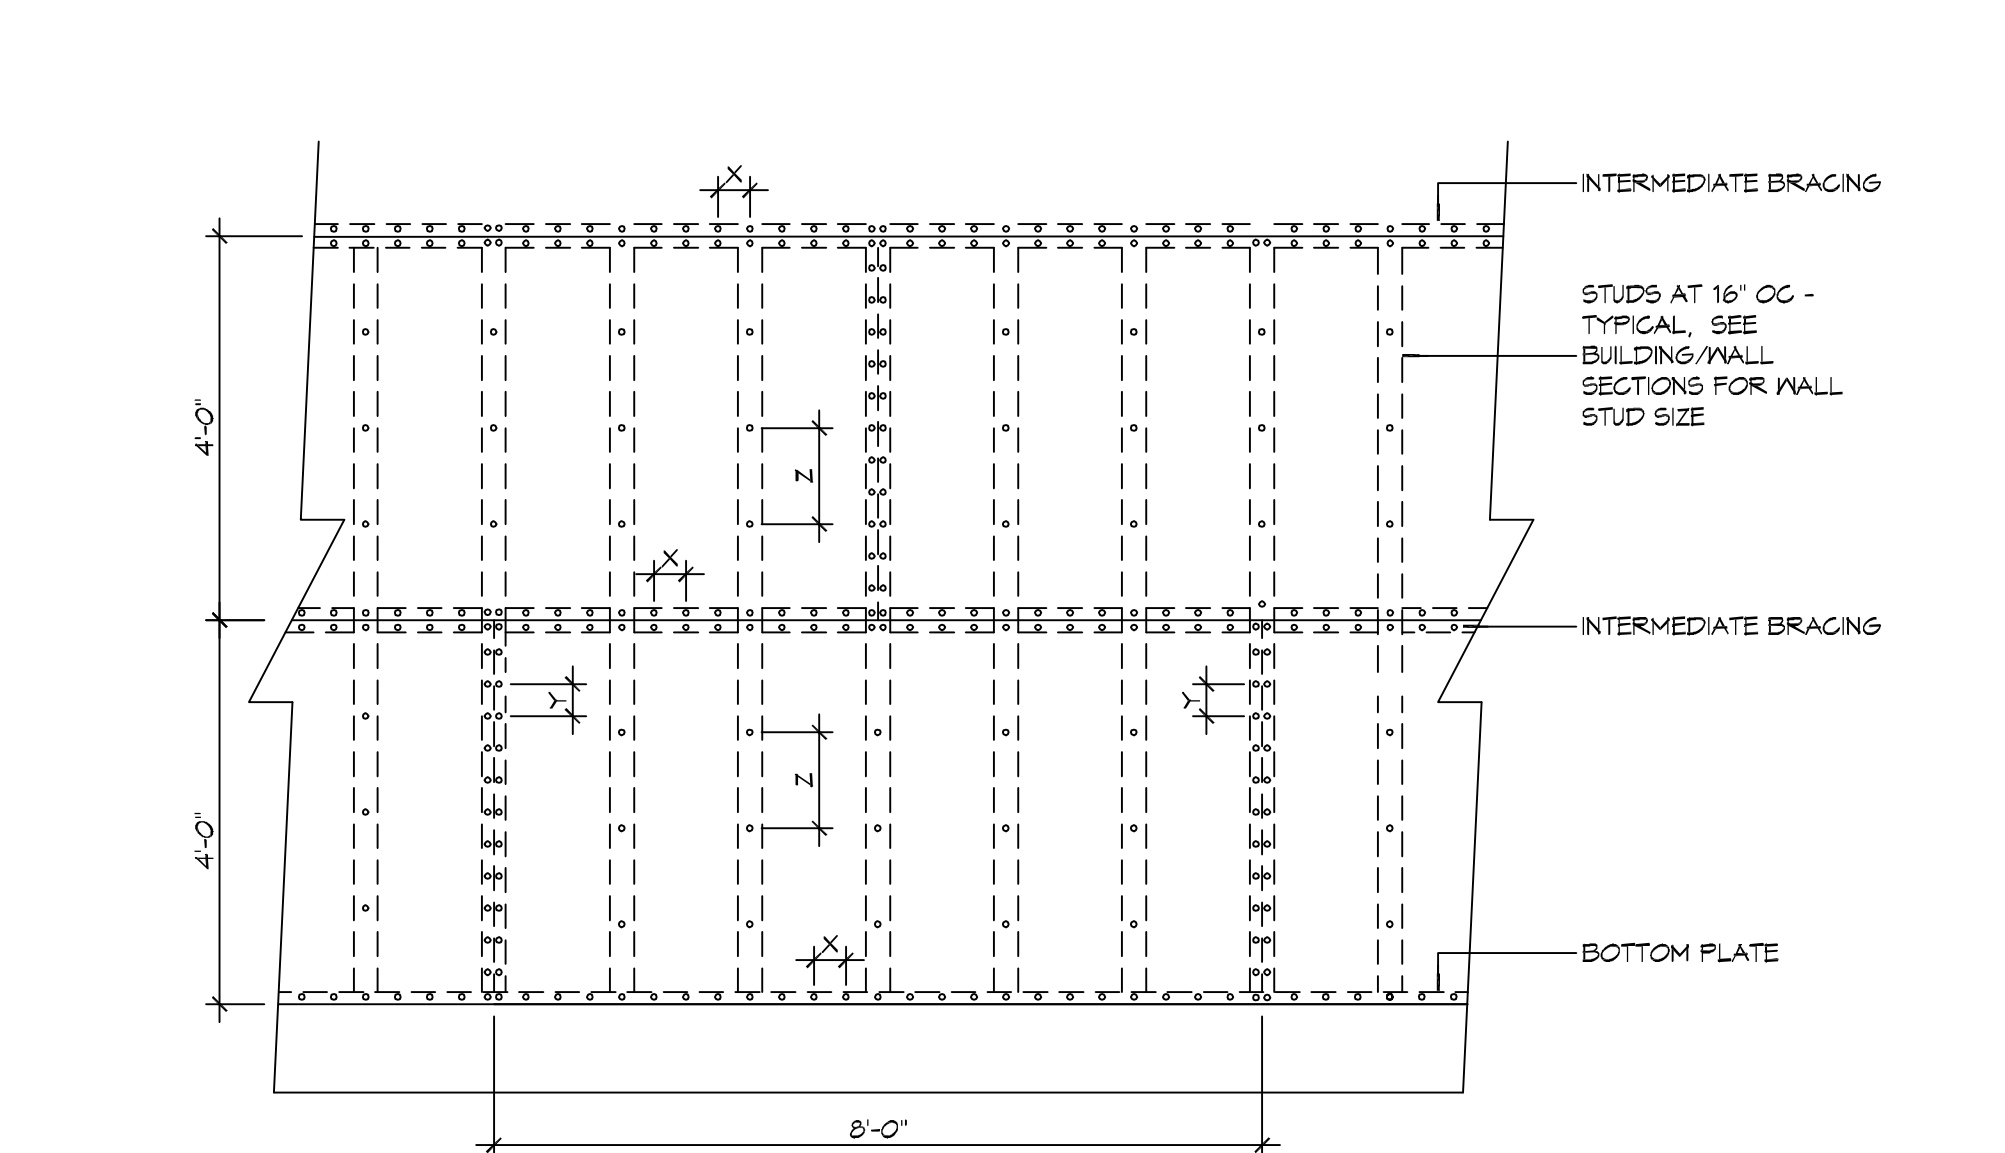 X
INTERMEDIATE BRACING
STUDS AT 16" OC -
TYPICAL, SEE
BUILDING/WALL
SECTIONS FOR WALL
STUD SIZE
4'-0"
Z
X
INTERMEDIATE BRACING
Y
Y
Z
4'-0"
X
BOTTOM PLATE
8'-0"